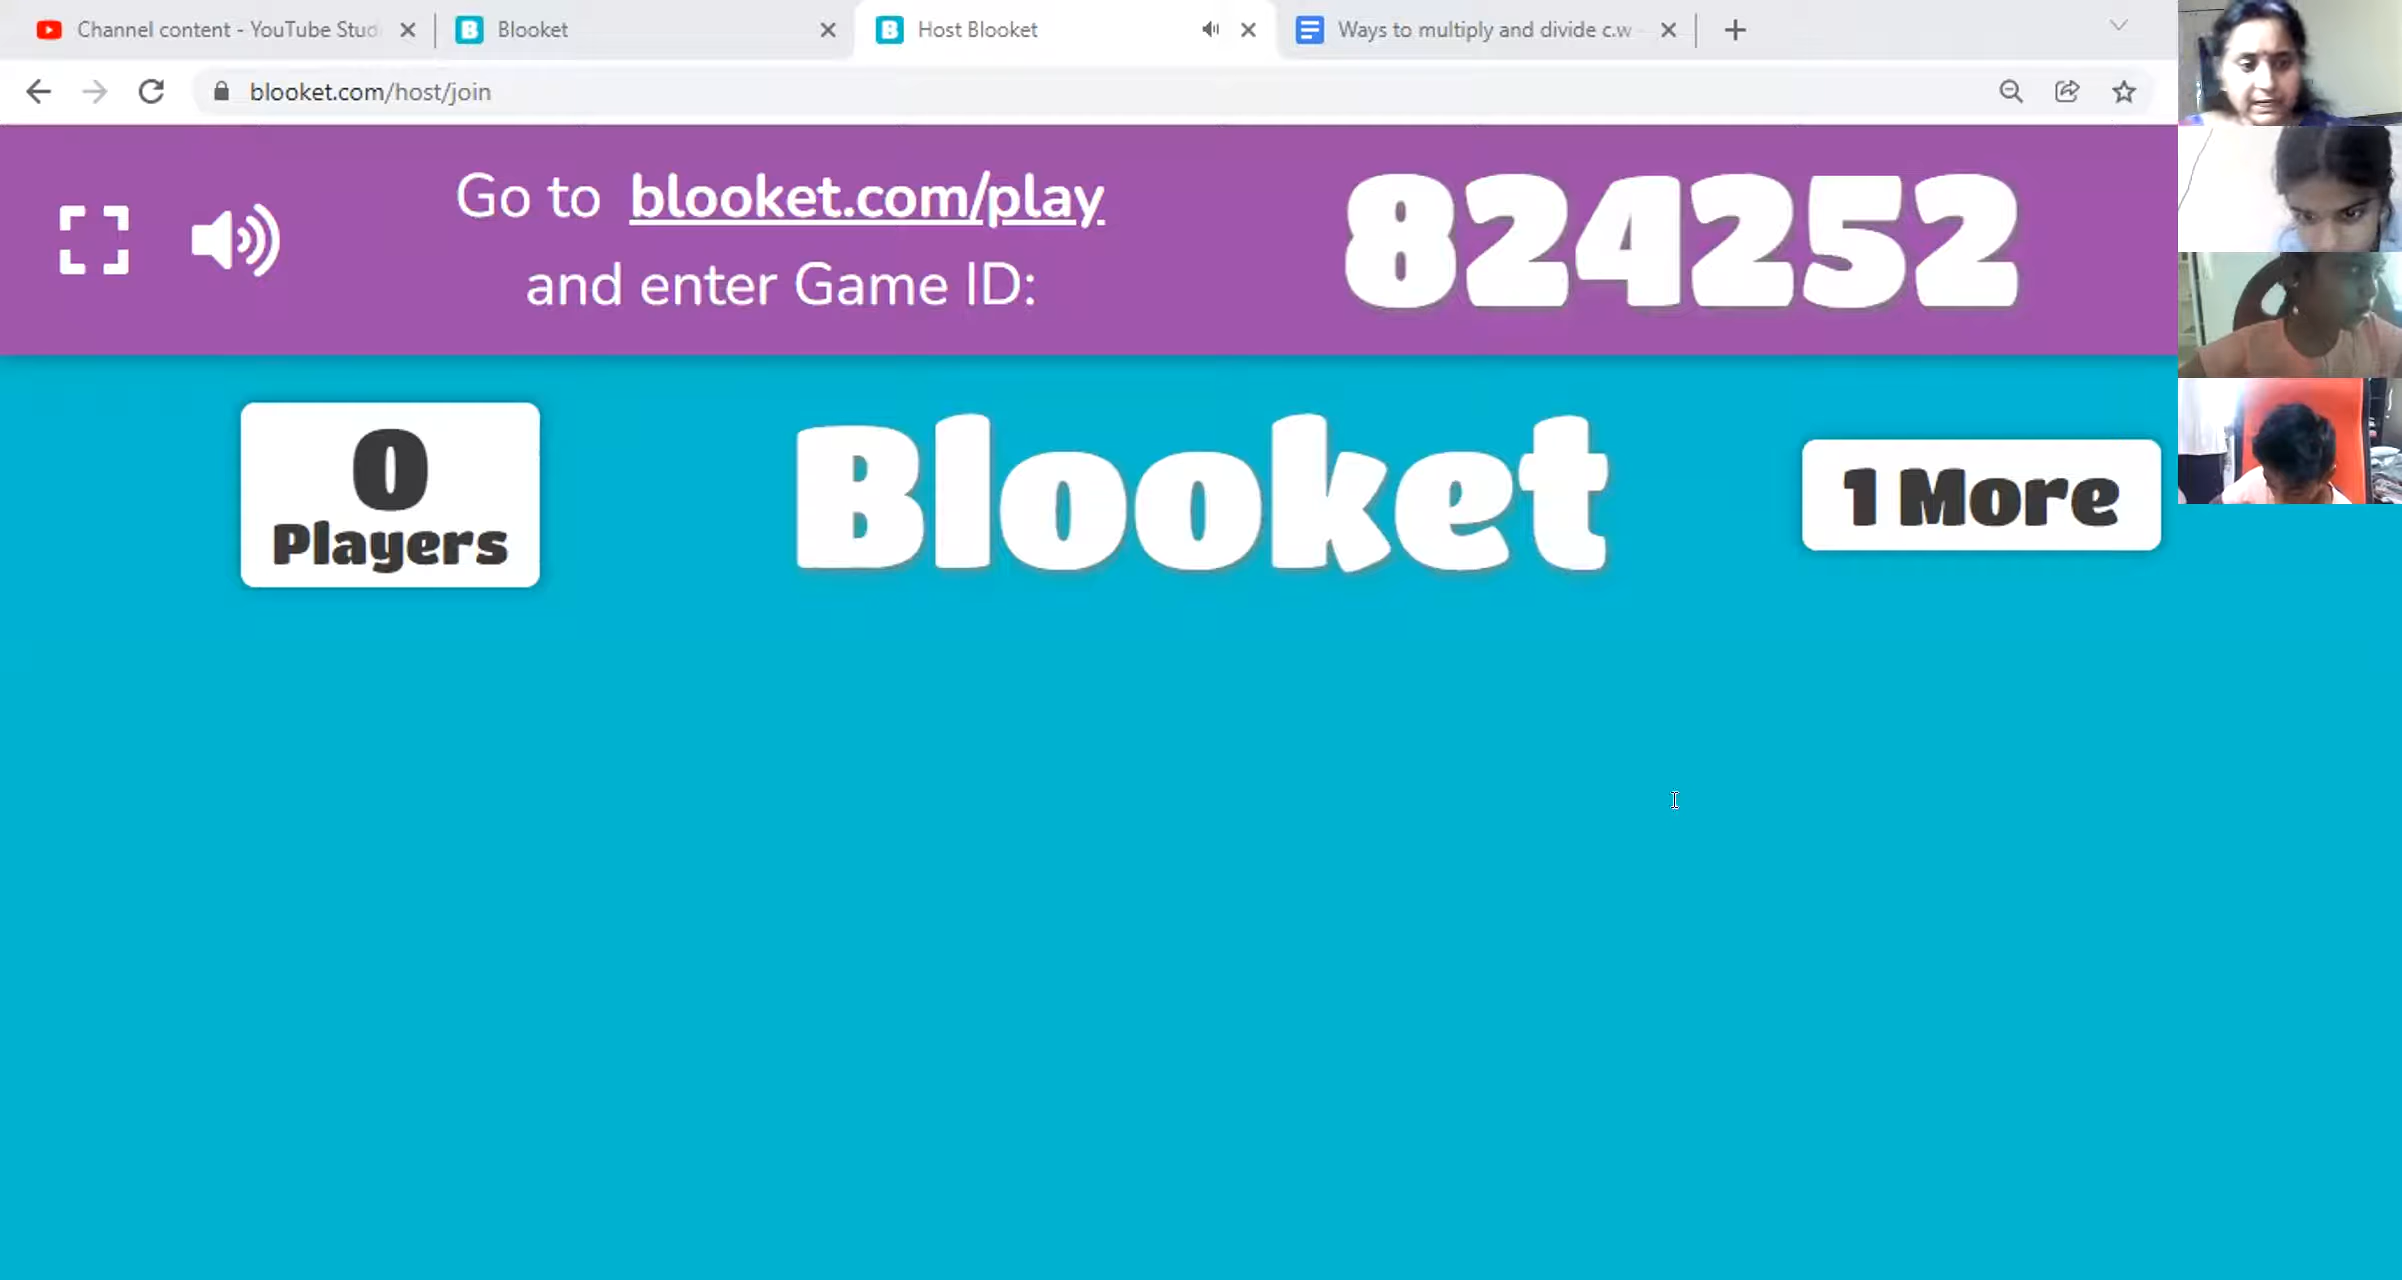 Channel content - YouTube Stud
Blooket
Host Blooket
Ways to multiply and divide c.w
blooket.com/host/join
Go to blooket.com/play
and enter Game ID:
824252
0
Players
Blooket
1 More